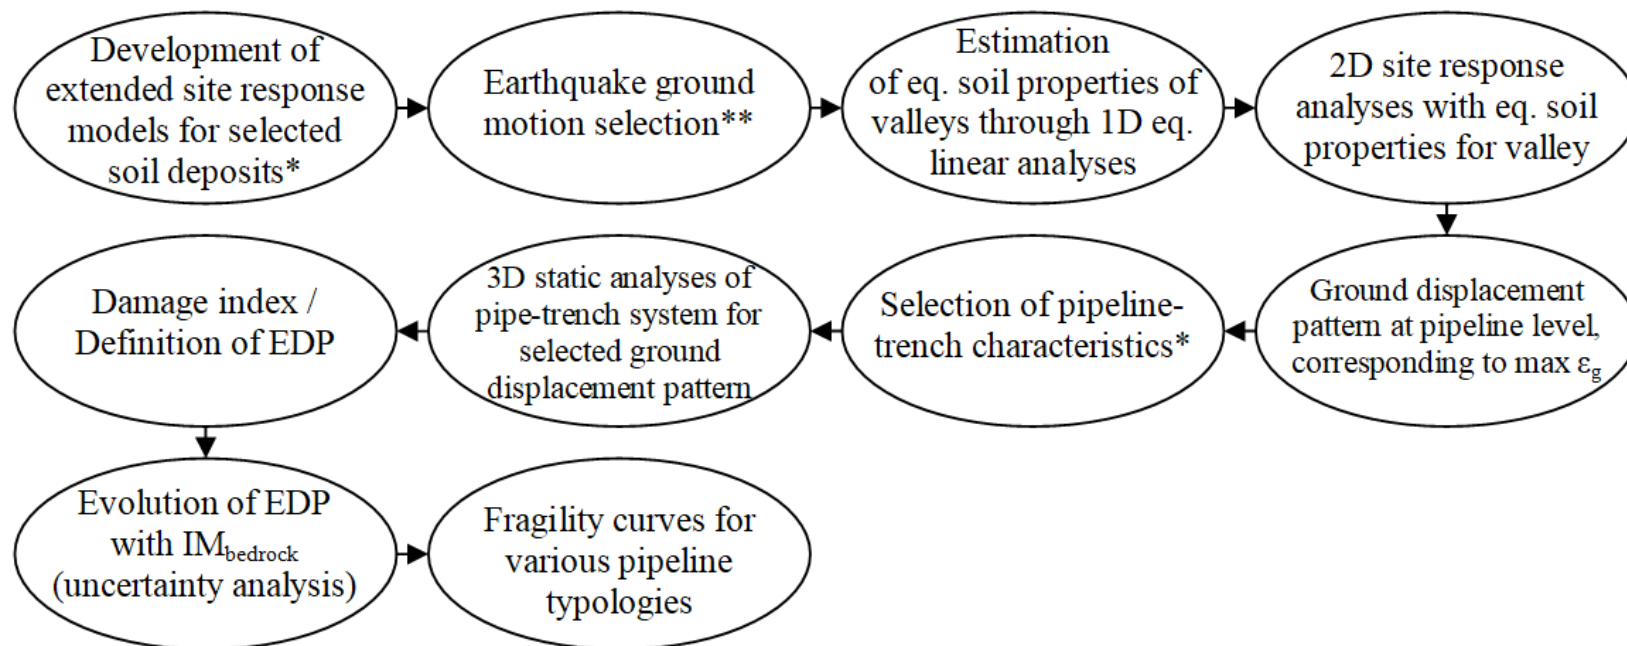 Development of
extended site response
models for selected
soil deposits*
Earthquake ground
motion selection**
Estimation
of eq. soil properties of
valleys through 1D eq.
linear analyses
2D site response
analyses with eq. soil
properties for valley
Ground displacement
pattern at pipeline level,
corresponding to max εg
Selection of pipeline-
trench characteristics*
3D static analyses of
pipe-trench system for
selected ground
displacement pattern
Damage index /
Definition of EDP
Evolution of EDP
with IMbedrock
(uncertainty analysis)
Fragility curves for
various pipeline
typologies